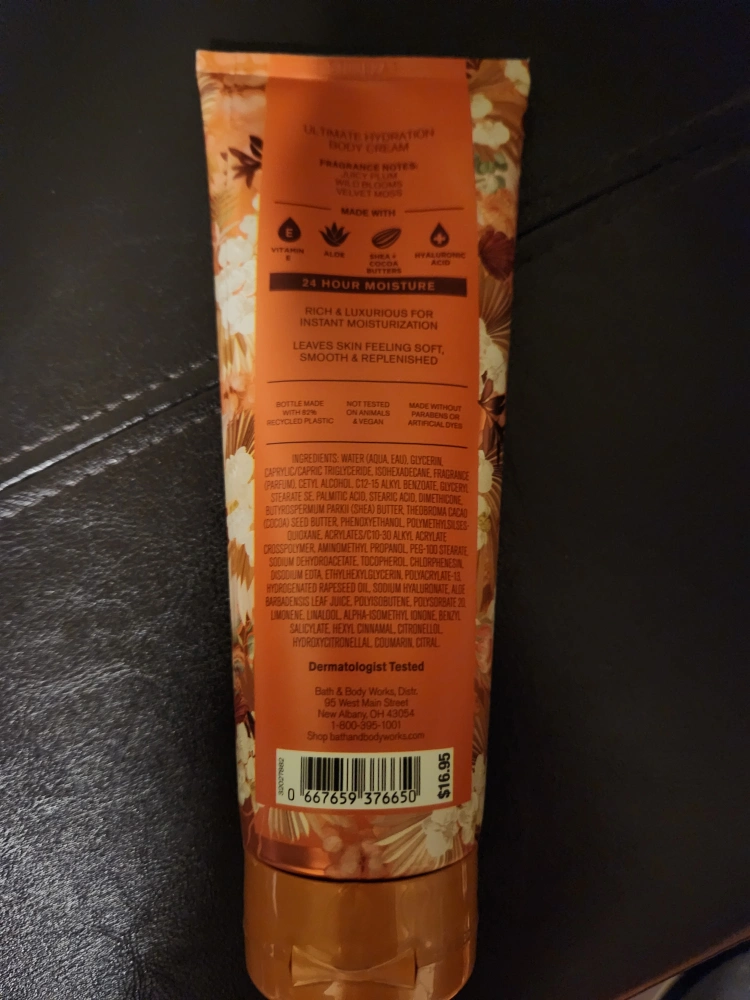 ULTIMATE HYDRATION
BODY CREAM
FRAGRANCE NOTES:
JUICY PLUM
WILD BLOOMS
VELVET MOSS
MADE WITH
E
VITAMIN
E
ALOE
SHEA +
COCOA
BUTTERS
HYALURONIC
ACID
24 HOUR MOISTURE
RICH & LUXURIOUS FOR
INSTANT MOISTURIZATION
LEAVES SKIN FEELING SOFT,
SMOOTH & REPLENISHED
BOTTLE MADE
WITH 82%
RECYCLED PLASTIC
NOT TESTED
ON ANIMALS
& VEGAN
MADE WITHOUT
PARABENS OR
ARTIFICIAL DYES
INGREDIENTS: WATER (AQUA, EAU), GLYCERIN,
CAPRYLIC/CAPRIC TRIGLYCERIDE, ISOHEXADECANE, FRAGRANCE
(PARFUM), CETYL ALCOHOL, C12-15 ALKYL BENZOATE, GLYCERYL
STEARATE SE, PALMITIC ACID, STEARIC ACID, DIMETHICONE,
BUTYROSPERMUM PARKII (SHEA) BUTTER, THEOBROMA CACAO
(COCOA) SEED BUTTER, PHENOXYETHANOL, POLYMETHYLSILSES-
QUIOXANE, ACRYLATES/C10-30 ALKYL ACRYLATE
CROSSPOLYMER, AMINOMETHYL PROPANOL, PEG-100 STEARATE,
SODIUM DEHYDROACETATE, TOCOPHEROL, CHLORPHENESIN,
DISODIUM EDTA, ETHYLHEXYLGLYCERIN, POLYACRYLATE-13,
HYDROGENATED RAPESEED OIL, SODIUM HYALURONATE, ALOE
BARBADENSIS LEAF JUICE, POLYISOBUTENE, POLYSORBATE 20,
LIMONENE, LINALOOL, ALPHA-ISOMETHYL IONONE, BENZYL
SALICYLATE, HEXYL CINNAMAL, CITRONELLOL,
HYDROXYCITRONELLAL, COUMARIN, CITRAL.
Dermatologist Tested
Bath & Body Works, Distr.
95 West Main Street
New Albany, OH 43054
1-800-395-1001
Shop bathandbodyworks.com
0 667659 376650
$16.95